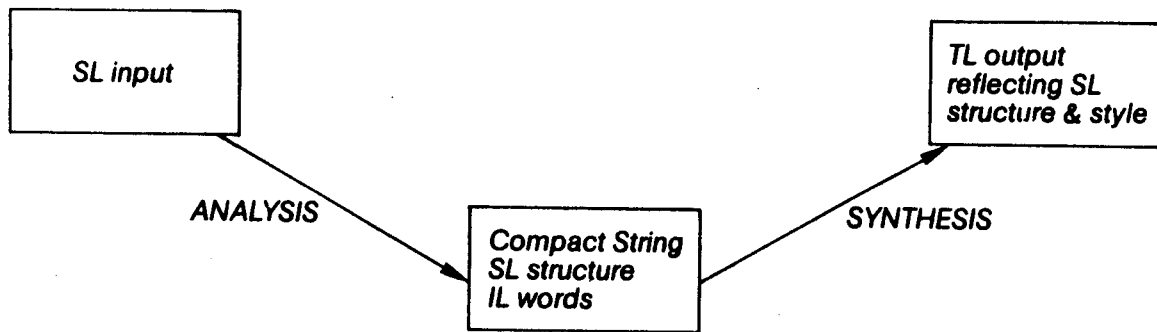 SL input
TL output
reflecting SL
structure & style
ANALYSIS
SYNTHESIS
Compact String
SL structure
IL words